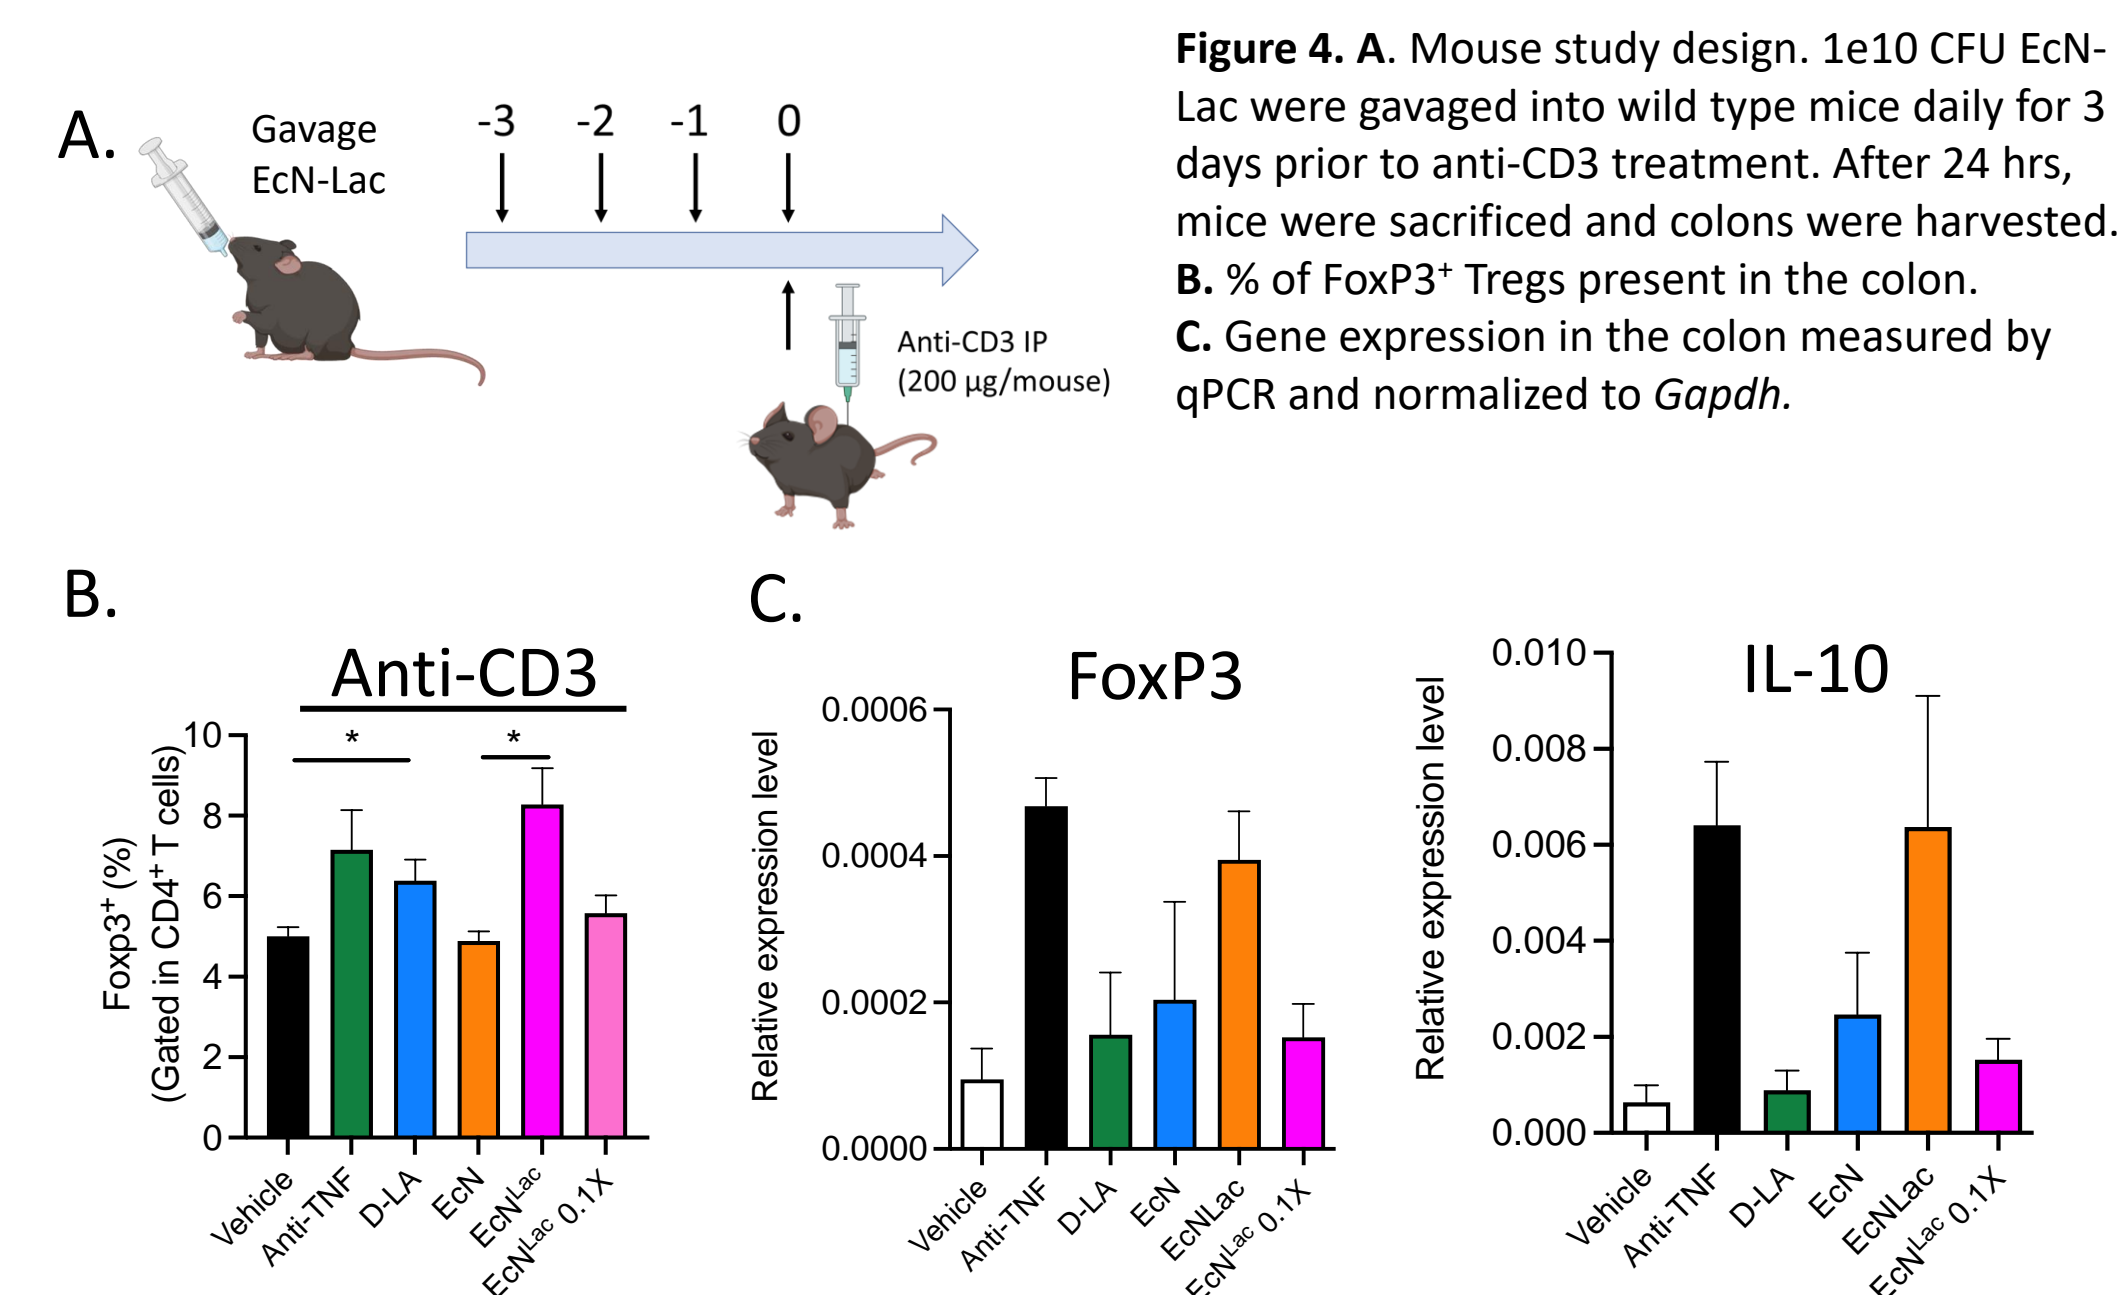 Figure 4. A. Mouse study design. 1e10 CFU EcN-
Lac were gavaged into wild type mice daily for 3
days prior to anti-CD3 treatment. After 24 hrs,
mice were sacrificed and colons were harvested.
B. % of FoxP3⁺ Tregs present in the colon.
C. Gene expression in the colon measured by
qPCR and normalized to Gapdh.
A.
Gavage
EcN-Lac
-3 -2 -1 0
Anti-CD3 IP
(200 µg/mouse)
B.
Anti-CD3
* *
Foxp3⁺ (%)
(Gated in CD4⁺ T cells)
10
8
6
4
2
0
Vehicle
Anti-TNF
D-LA
EcN
EcNᴸᵃᶜ
EcNᴸᵃᶜ 0.1X
C.
FoxP3
Relative expression level
0.0006
0.0004
0.0002
0.0000
Vehicle
Anti-TNF
D-LA
EcN
EcNLac
EcNᴸᵃᶜ 0.1X
IL-10
Relative expression level
0.010
0.008
0.006
0.004
0.002
0.000
Vehicle
Anti-TNF
D-LA
EcN
EcNLac
EcNᴸᵃᶜ 0.1X